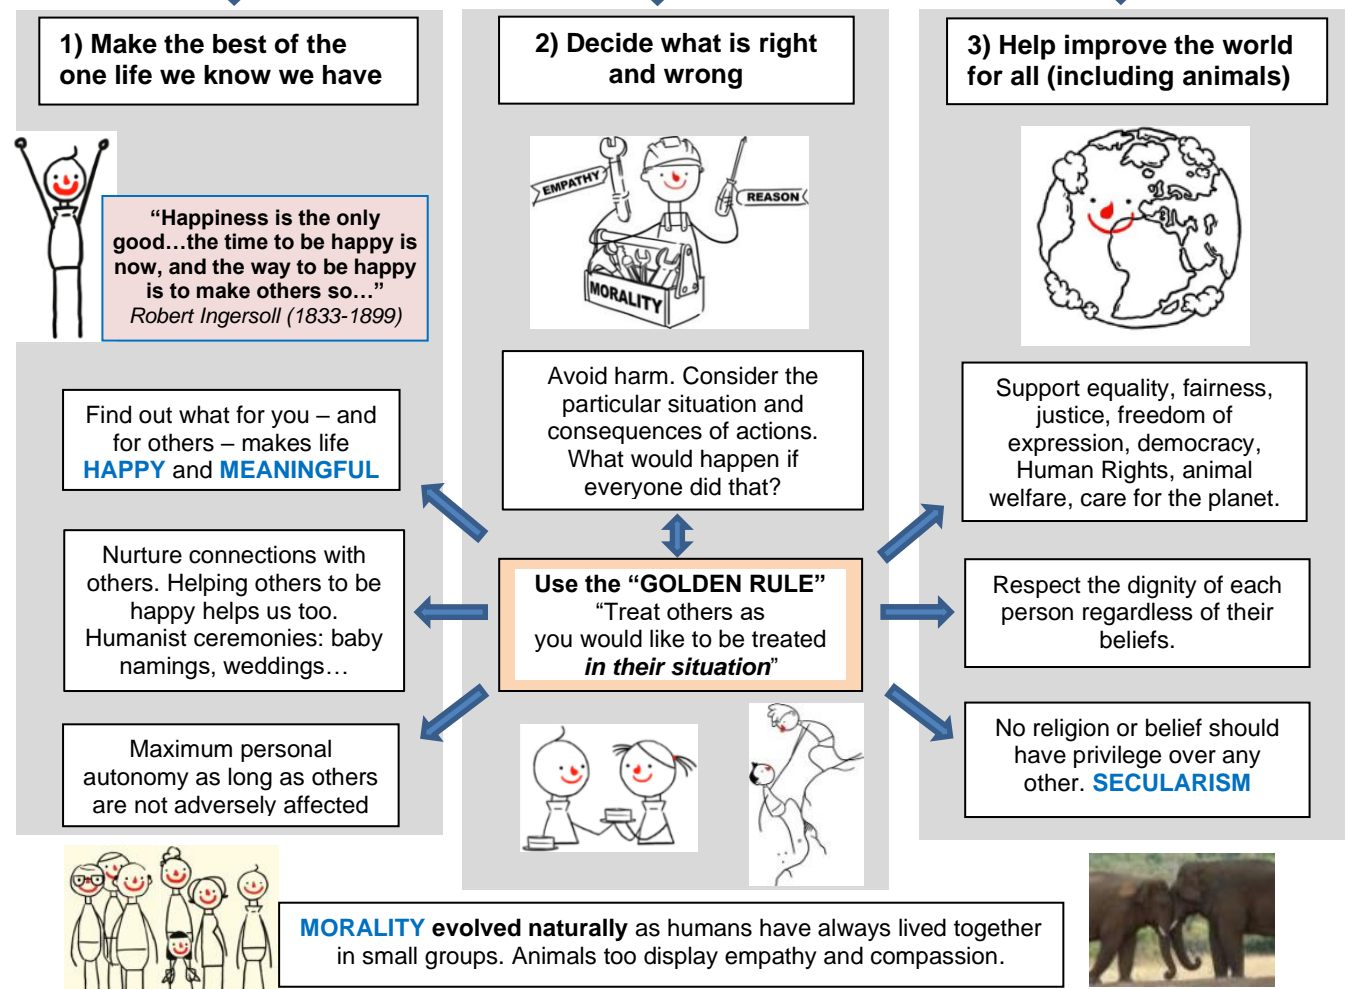 1) Make the best of the
one life we know we have
“Happiness is the only
good…the time to be happy is
now, and the way to be happy
is to make others so…”
Robert Ingersoll (1833-1899)
Find out what for you – and
for others – makes life
HAPPY and MEANINGFUL
Nurture connections with
others. Helping others to be
happy helps us too.
Humanist ceremonies: baby
namings, weddings…
Maximum personal
autonomy as long as others
are not adversely affected
2) Decide what is right
and wrong
EMPATHY
REASON
MORALITY
Avoid harm. Consider the
particular situation and
consequences of actions.
What would happen if
everyone did that?
Use the “GOLDEN RULE”
“Treat others as
you would like to be treated
in their situation”
3) Help improve the world
for all (including animals)
Support equality, fairness,
justice, freedom of
expression, democracy,
Human Rights, animal
welfare, care for the planet.
Respect the dignity of each
person regardless of their
beliefs.
No religion or belief should
have privilege over any
other. SECULARISM
MORALITY evolved naturally as humans have always lived together
in small groups. Animals too display empathy and compassion.